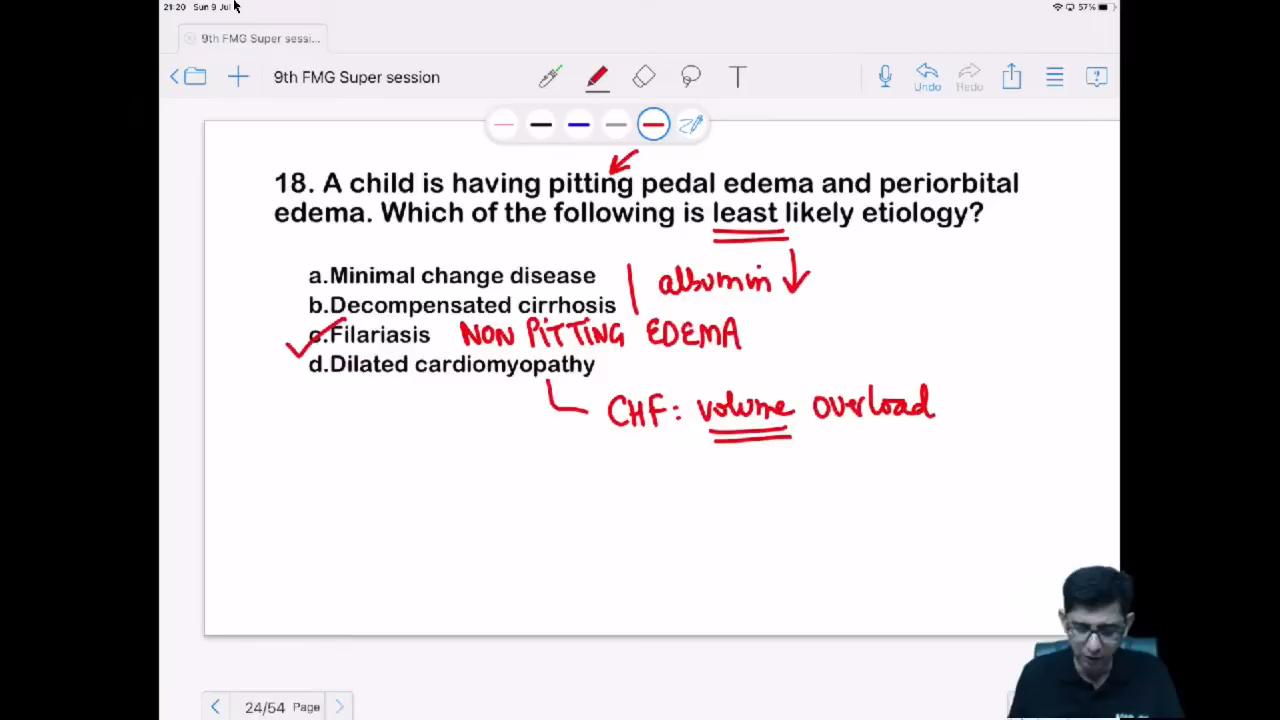 21:20 Sun 9 Jul
57%
9th FMG Super sessi...
9th FMG Super session
Undo
Redo
18. A child is having pitting pedal edema and periorbital
edema. Which of the following is least likely etiology?
a.Minimal change disease
albumin ↓
b.Decompensated cirrhosis
c.Filariasis NON PITTING EDEMA
d.Dilated cardiomyopathy
CHF: volume overload
24/54 Page